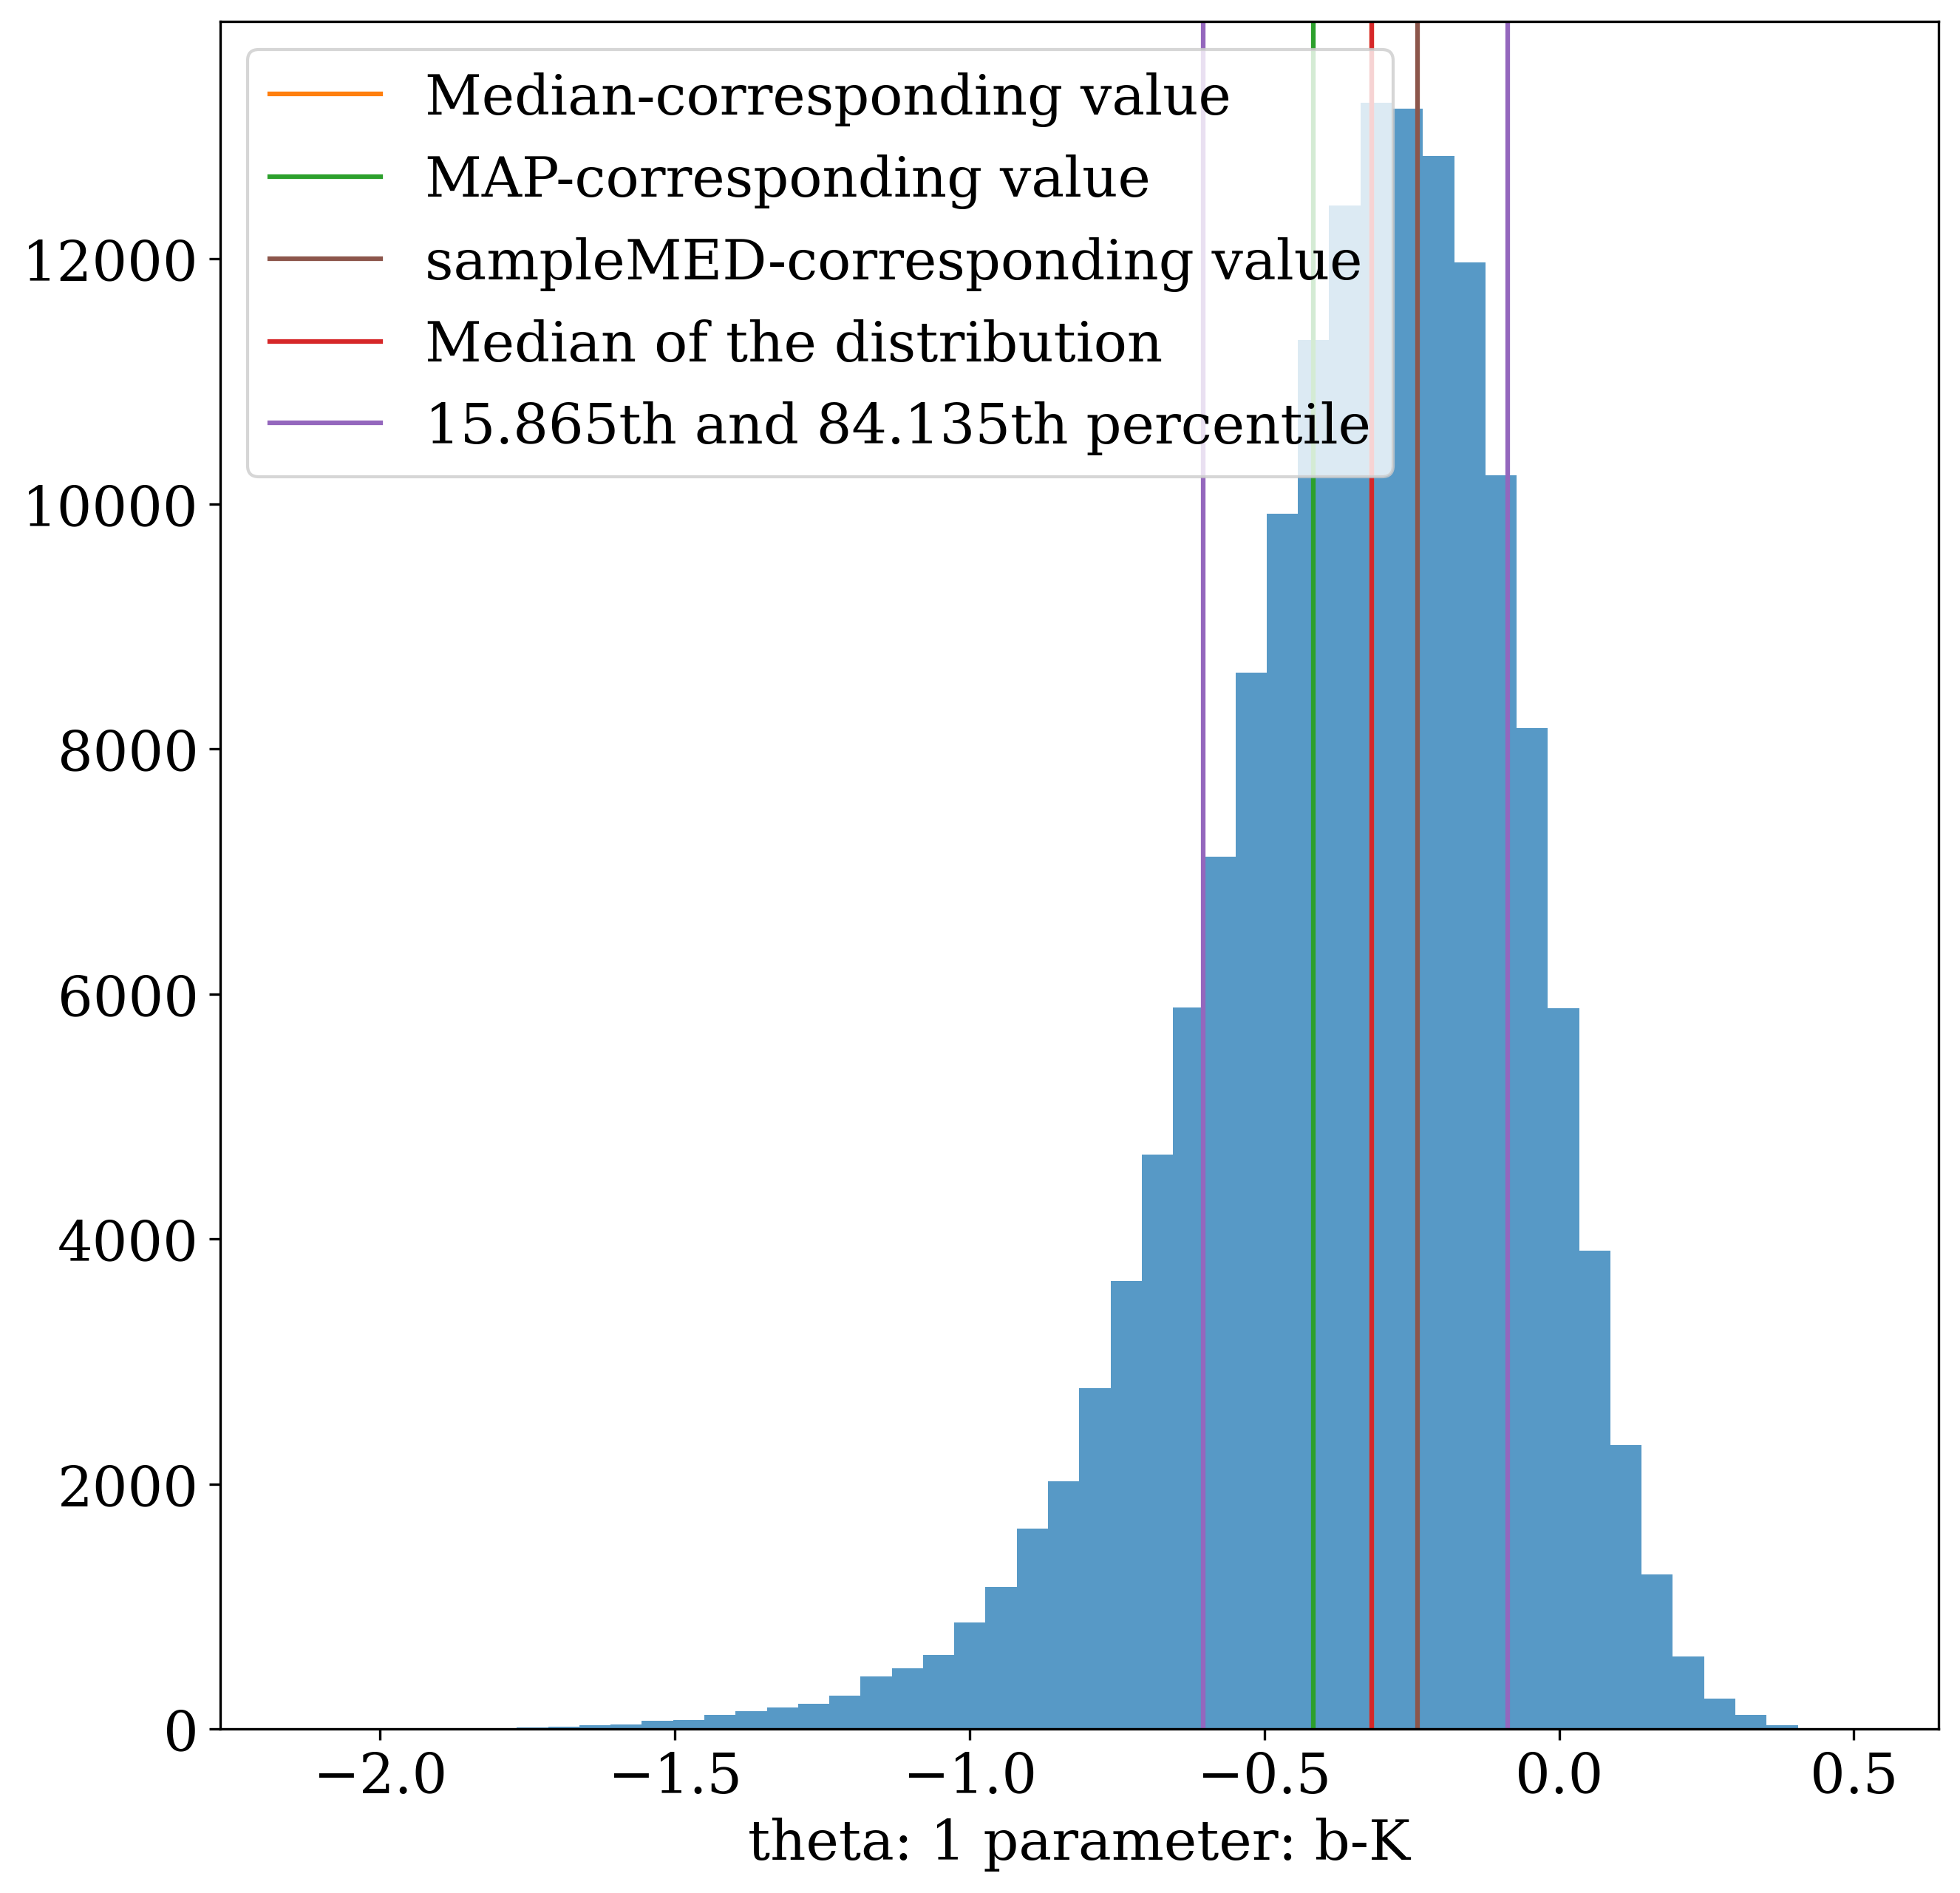 Median-corresponding value
MAP-corresponding value
sampleMED-corresponding value
Median of the distribution
15.865th and 84.135th percentile
12000
10000
8000
6000
4000
2000
0
−2.0 −1.5 −1.0 −0.5 0.0 0.5
theta: 1 parameter: b-K